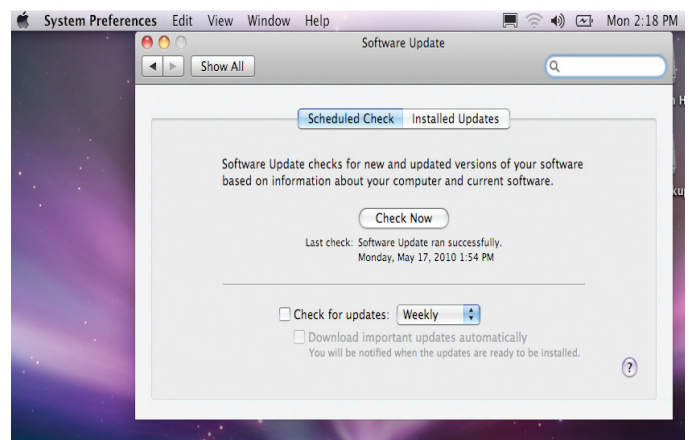 System Preferences Edit View Window Help Mon 2:18 PM
Software Update
Show All
Scheduled Check Installed Updates
Software Update checks for new and updated versions of your software
based on information about your computer and current software.
Check Now
Last check: Software Update ran successfully.
Monday, May 17, 2010 1:54 PM
Check for updates: Weekly
Download important updates automatically
You will be notified when the updates are ready to be installed.
?